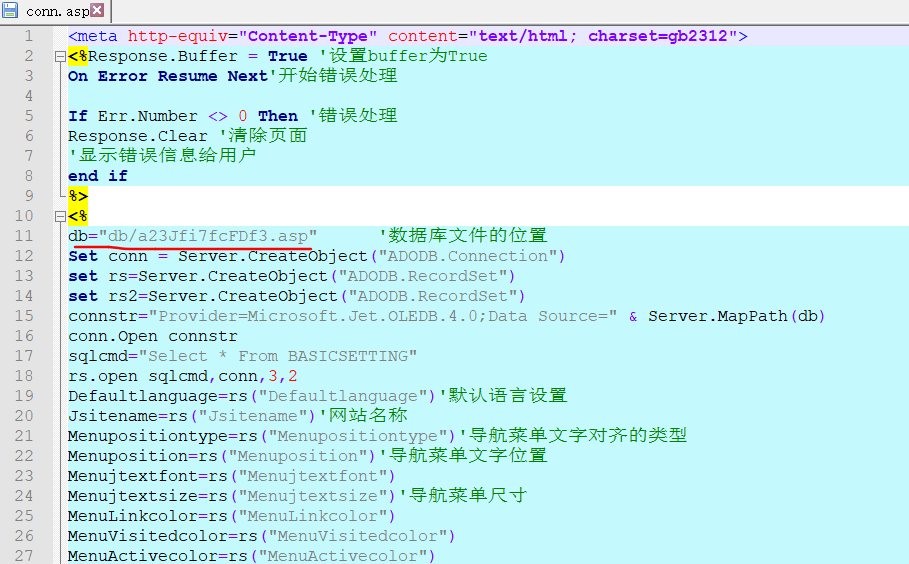 conn.asp
1 <meta http-equiv="Content-Type" content="text/html; charset=gb2312">
2 <%Response.Buffer = True '设置buffer为True
3 On Error Resume Next'开始错误处理
4
5 If Err.Number <> 0 Then '错误处理
6 Response.Clear '清除页面
7 '显示错误信息给用户
8 end if
9 %>
10 <%
11 db="db/a23Jfi7fcFDf3.asp" '数据库文件的位置
12 Set conn = Server.CreateObject("ADODB.Connection")
13 set rs=Server.CreateObject("ADODB.RecordSet")
14 set rs2=Server.CreateObject("ADODB.RecordSet")
15 connstr="Provider=Microsoft.Jet.OLEDB.4.0;Data Source=" & Server.MapPath(db)
16 conn.Open connstr
17 sqlcmd="Select * From BASICSETTING"
18 rs.open sqlcmd,conn,3,2
19 Defaultlanguage=rs("Defaultlanguage")'默认语言设置
20 Jsitename=rs("Jsitename")'网站名称
21 Menupositiontype=rs("Menupositiontype")'导航菜单文字对齐的类型
22 Menuposition=rs("Menuposition")'导航菜单文字位置
23 Menujtextfont=rs("Menujtextfont")
24 Menujtextsize=rs("Menujtextsize")'导航菜单尺寸
25 MenuLinkcolor=rs("MenuLinkcolor")
26 MenuVisitedcolor=rs("MenuVisitedcolor")
27 MenuActivecolor=rs("MenuActivecolor")